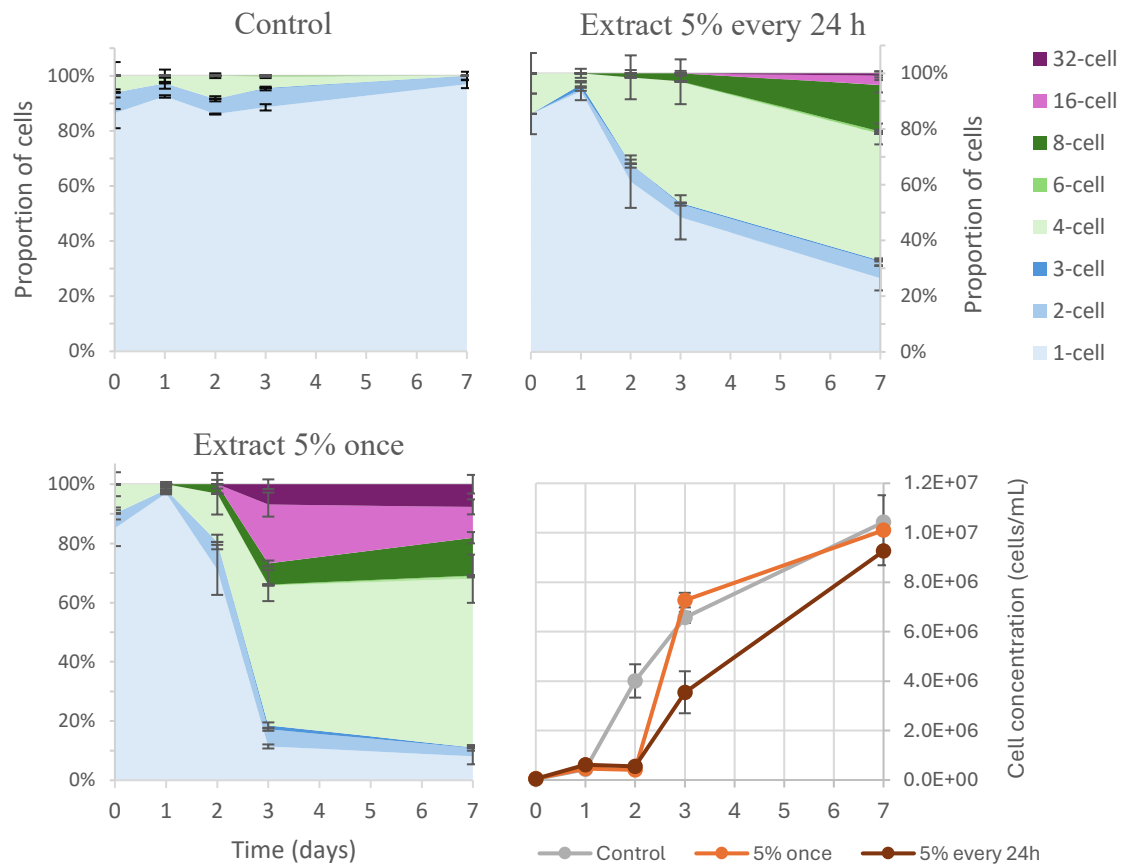 Control
Proportion of cells
100%
80%
60%
40%
20%
0%
0 1 2 3 4 5 6 7
Extract 5% every 24 h
100%
80%
60%
40%
20%
0%
Proportion of cells
0 1 2 3 4 5 6 7
32-cell
16-cell
8-cell
6-cell
4-cell
3-cell
2-cell
1-cell
Extract 5% once
100%
80%
60%
40%
20%
0%
0 1 2 3 4 5 6 7
Time (days)
1.2E+07
1.0E+07
8.0E+06
6.0E+06
4.0E+06
2.0E+06
0.0E+00
Cell concentration (cells/mL)
0 1 2 3 4 5 6 7
Control 5% once 5% every 24h